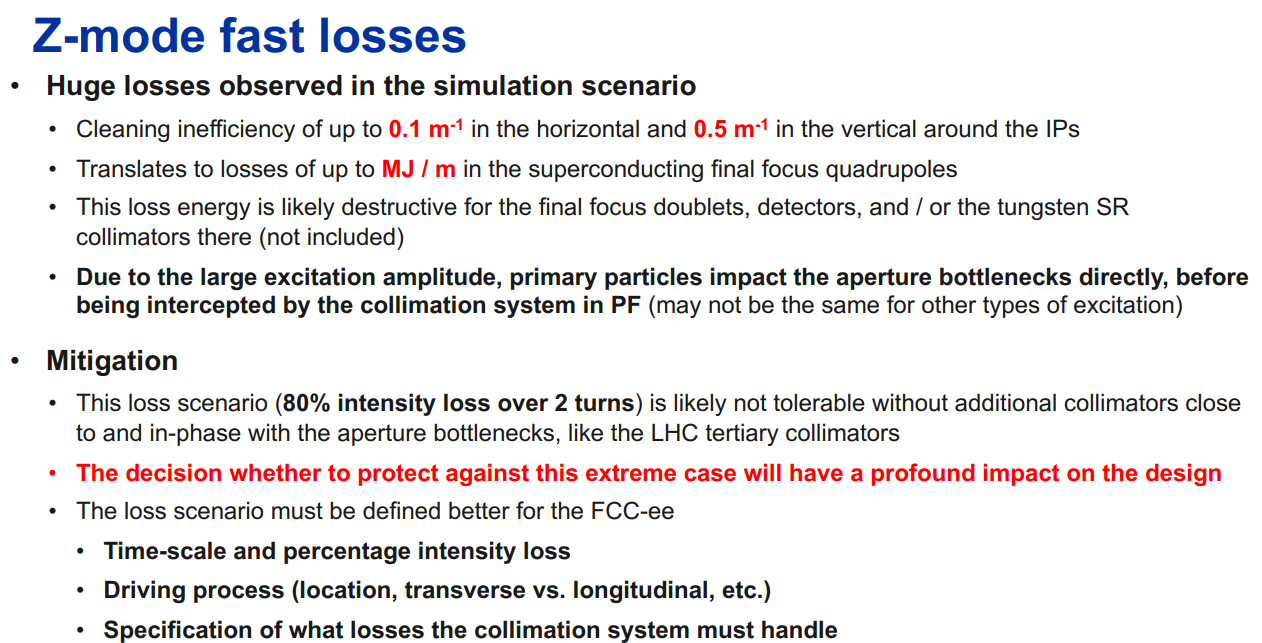 Z-mode fast losses
• Huge losses observed in the simulation scenario
• Cleaning inefficiency of up to 0.1 m⁻¹ in the horizontal and 0.5 m⁻¹ in the vertical around the IPs
• Translates to losses of up to MJ / m in the superconducting final focus quadrupoles
• This loss energy is likely destructive for the final focus doublets, detectors, and / or the tungsten SR
collimators there (not included)
• Due to the large excitation amplitude, primary particles impact the aperture bottlenecks directly, before
being intercepted by the collimation system in PF (may not be the same for other types of excitation)
• Mitigation
• This loss scenario (80% intensity loss over 2 turns) is likely not tolerable without additional collimators close
to and in-phase with the aperture bottlenecks, like the LHC tertiary collimators
• The decision whether to protect against this extreme case will have a profound impact on the design
• The loss scenario must be defined better for the FCC-ee
• Time-scale and percentage intensity loss
• Driving process (location, transverse vs. longitudinal, etc.)
• Specification of what losses the collimation system must handle